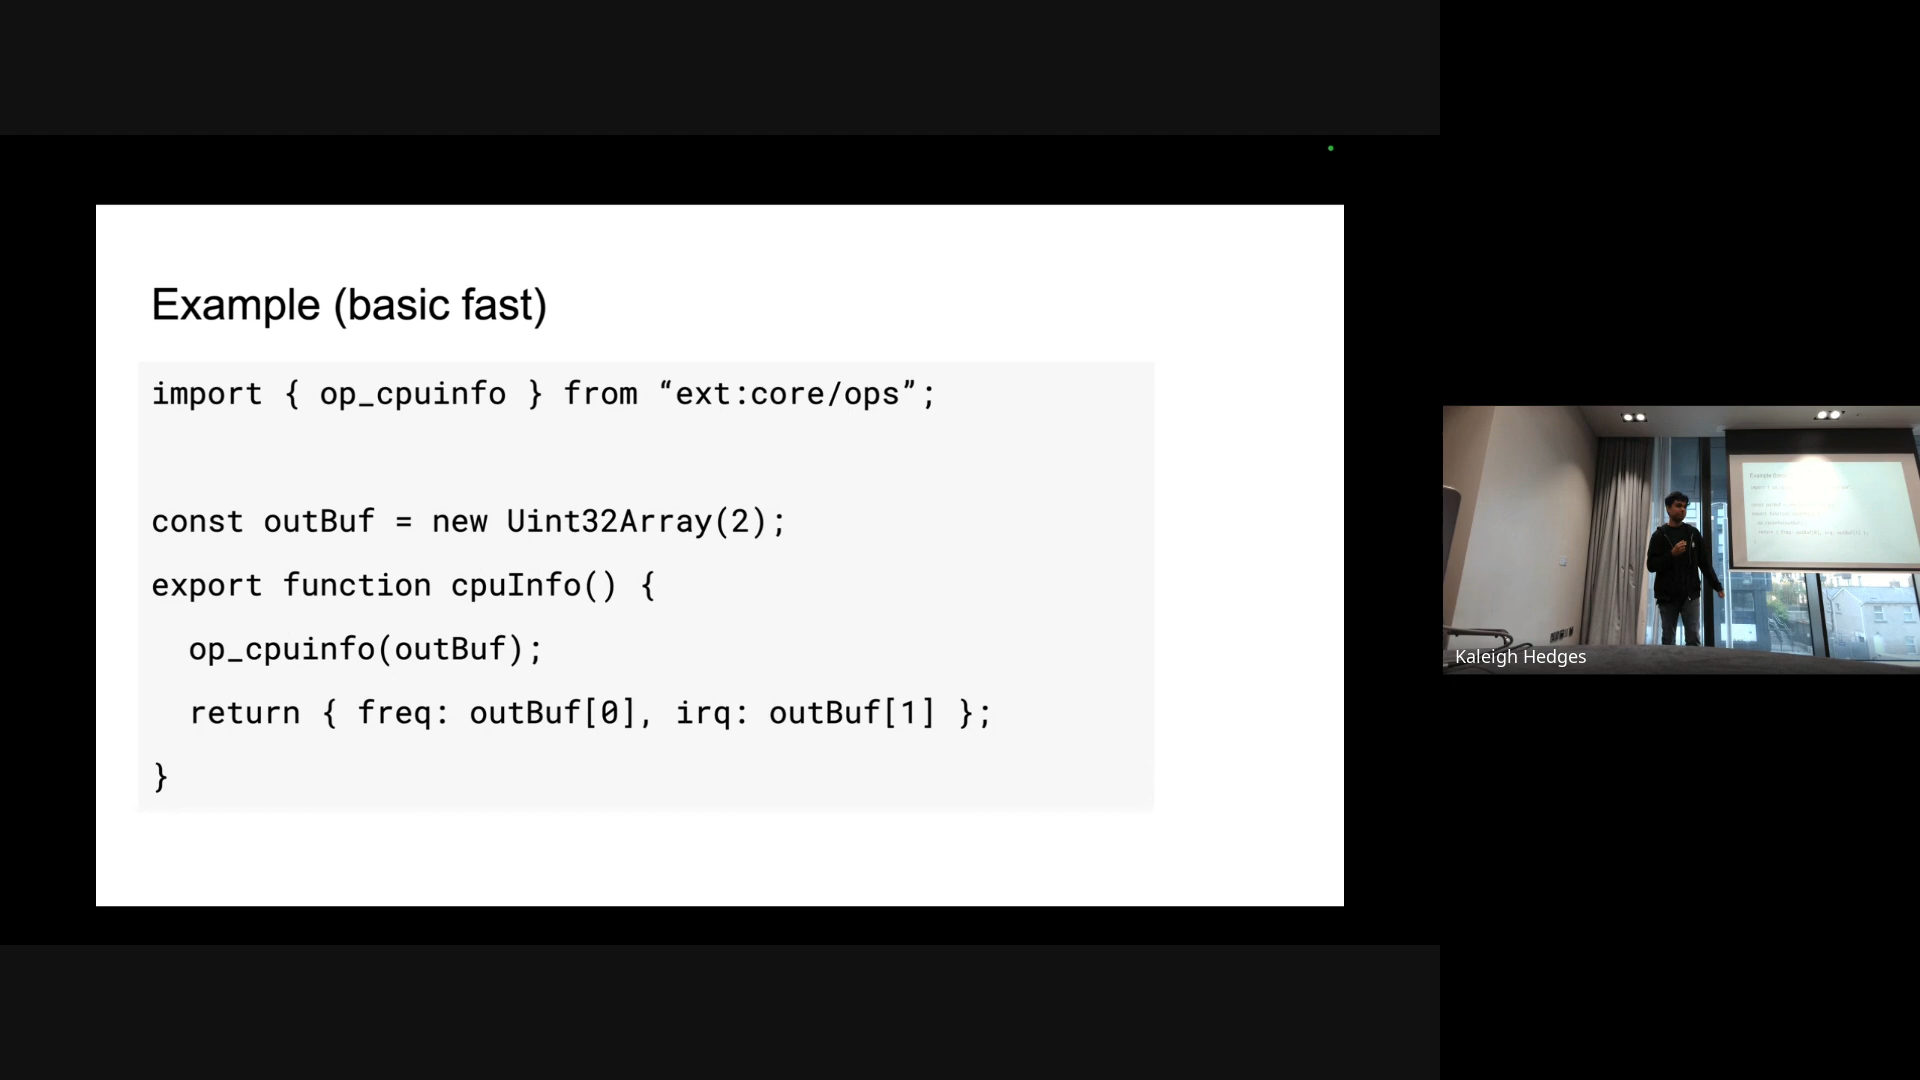 Example (basic fast)
import { op_cpuinfo } from “ext:core/ops”;
const outBuf = new Uint32Array(2);
export function cpuInfo() {
  op_cpuinfo(outBuf);
  return { freq: outBuf[0], irq: outBuf[1] };
}
Kaleigh Hedges